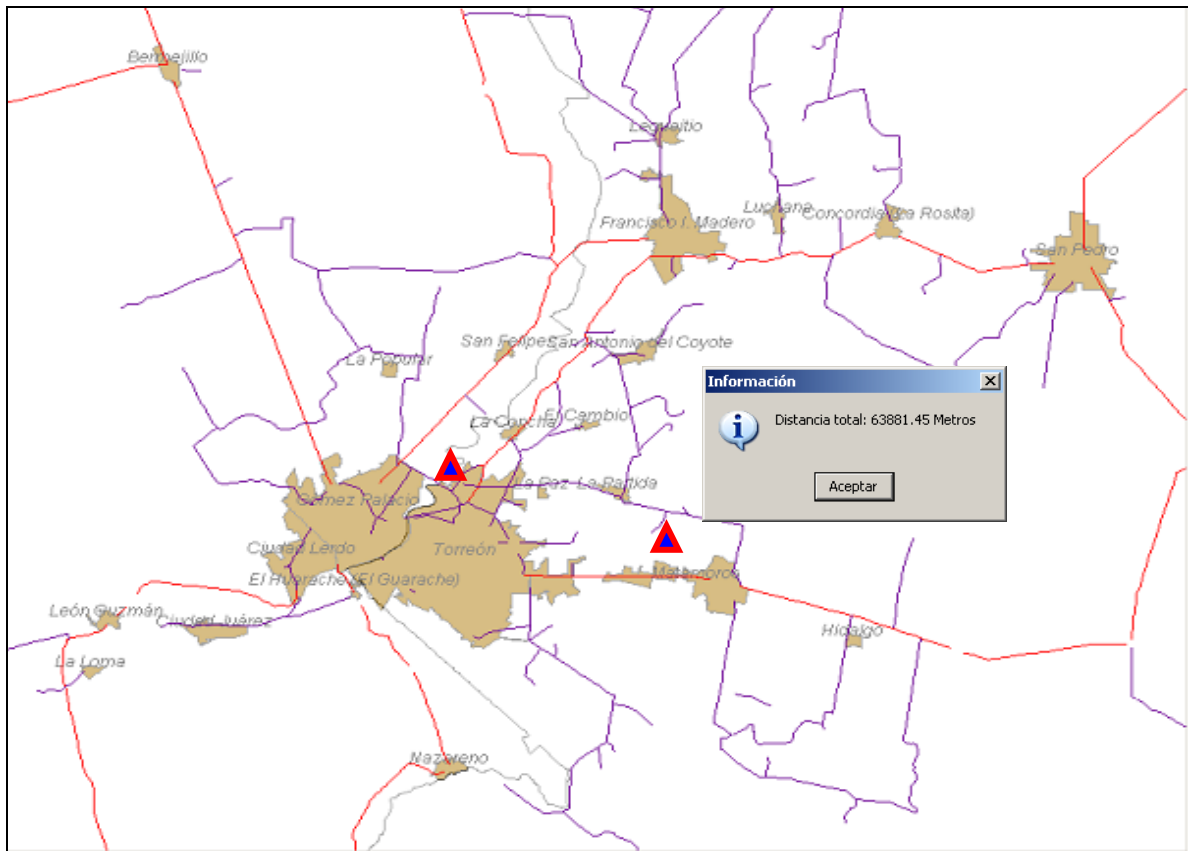 Bermejillo
Francisco I. Madero
Concordia (La Rosita)
San Pedro
San Felipe
San Antonio del Coyote
La Popular
Información
Distancia total: 63881.45 Metros
La Concha
El Cambio
Aceptar
La Paz
La Partida
Gómez Palacio
Ciudad Lerdo
Torreón
El Huarache (El Guarache)
Matamoros
León Guzmán
Ciudad Juárez
Hidalgo
La Loma
Nazareno